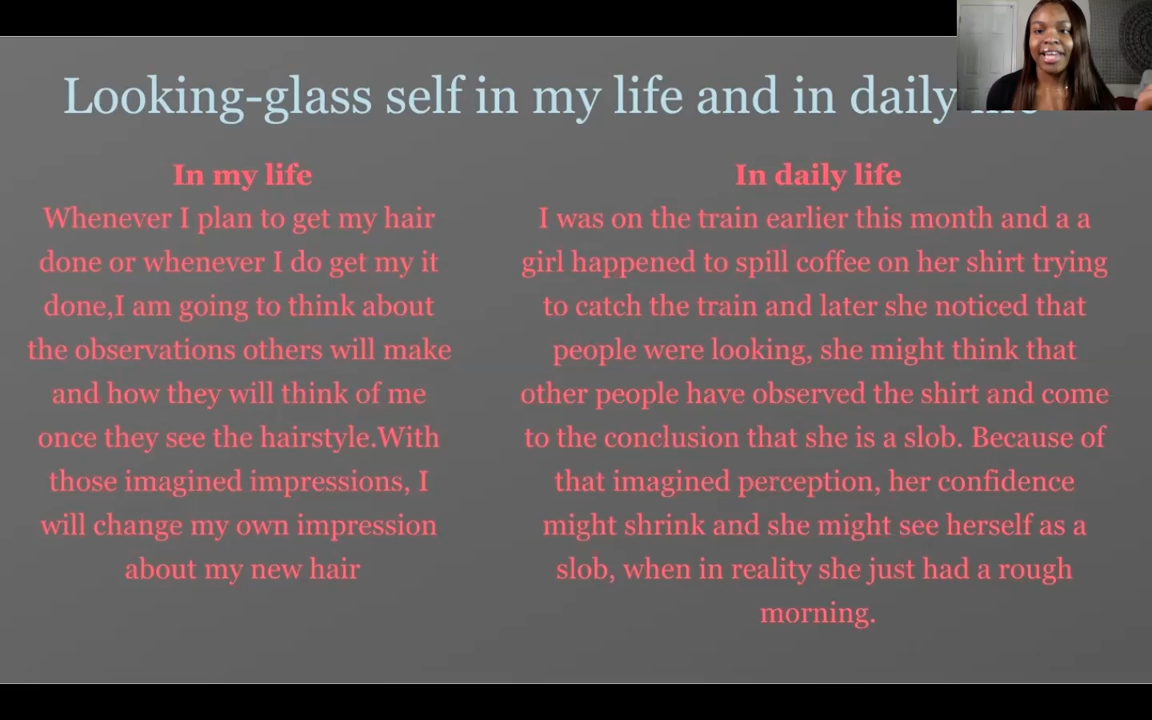 Looking-glass self in my life and in daily
In my life
Whenever I plan to get my hair
done or whenever I do get my it
done,I am going to think about
the observations others will make
and how they will think of me
once they see the hairstyle.With
those imagined impressions, I
will change my own impression
about my new hair
In daily life
I was on the train earlier this month and a a
girl happened to spill coffee on her shirt trying
to catch the train and later she noticed that
people were looking, she might think that
other people have observed the shirt and come
to the conclusion that she is a slob. Because of
that imagined perception, her confidence
might shrink and she might see herself as a
slob, when in reality she just had a rough
morning.